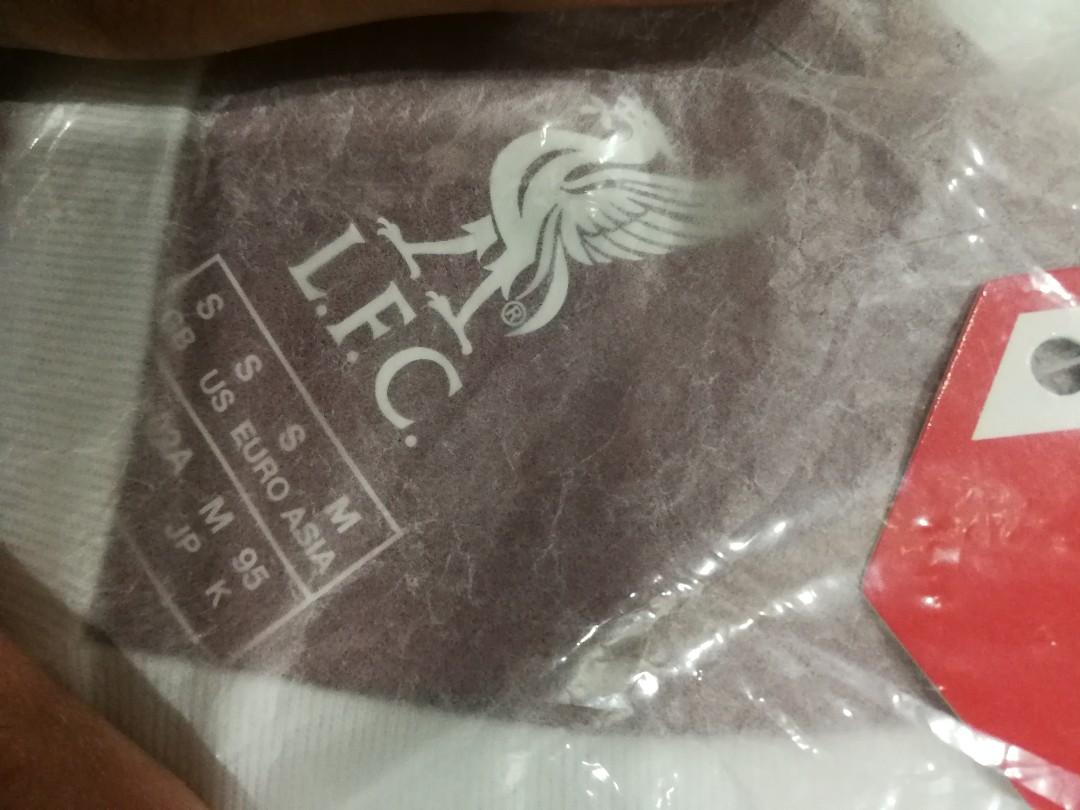 L.F.C.
®
S S S M
GB US EURO ASIA
M 95
JP K